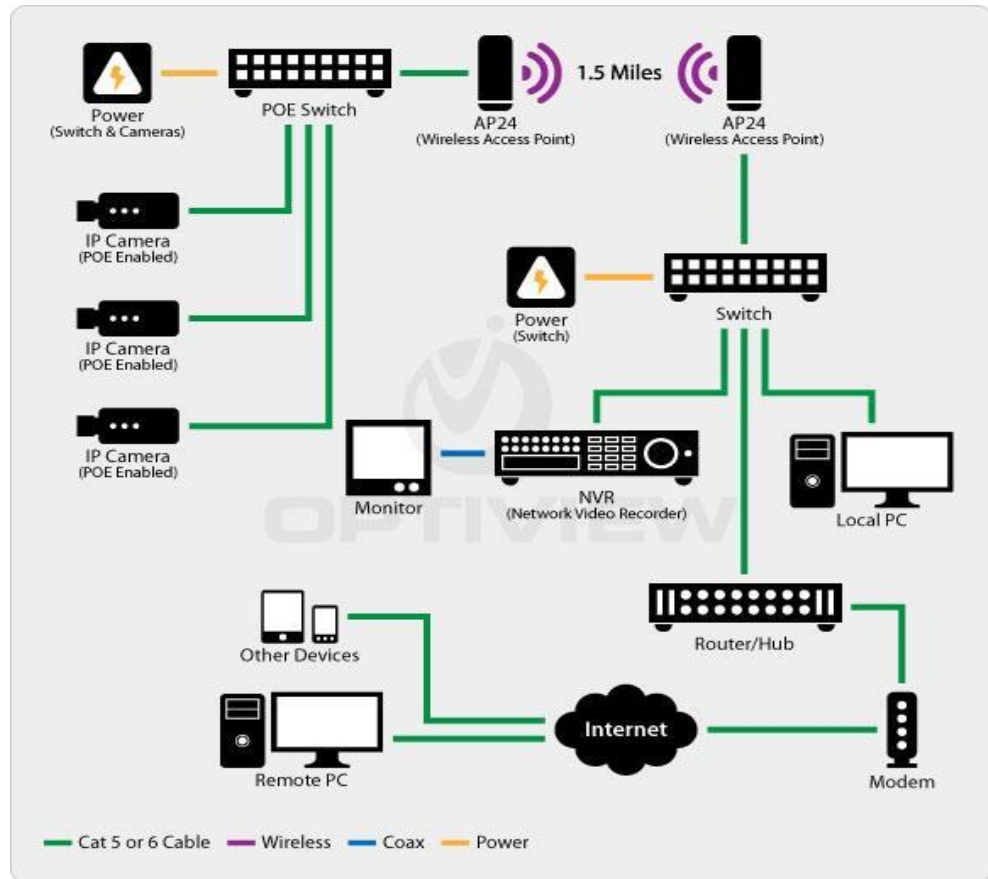 Power
(Switch & Cameras)
POE Switch
AP24
(Wireless Access Point)
1.5 Miles
AP24
(Wireless Access Point)
IP Camera
(POE Enabled)
IP Camera
(POE Enabled)
IP Camera
(POE Enabled)
Power
(Switch)
Switch
Monitor
NVR
(Network Video Recorder)
Local PC
OPTIVIEW
Other Devices
Router/Hub
Remote PC
Internet
Modem
Cat 5 or 6 Cable
Wireless
Coax
Power